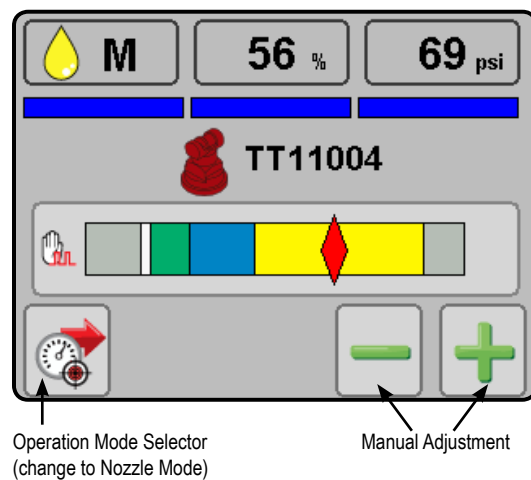 M 56 % 69 psi
TT11004
Operation Mode Selector
(change to Nozzle Mode)
Manual Adjustment